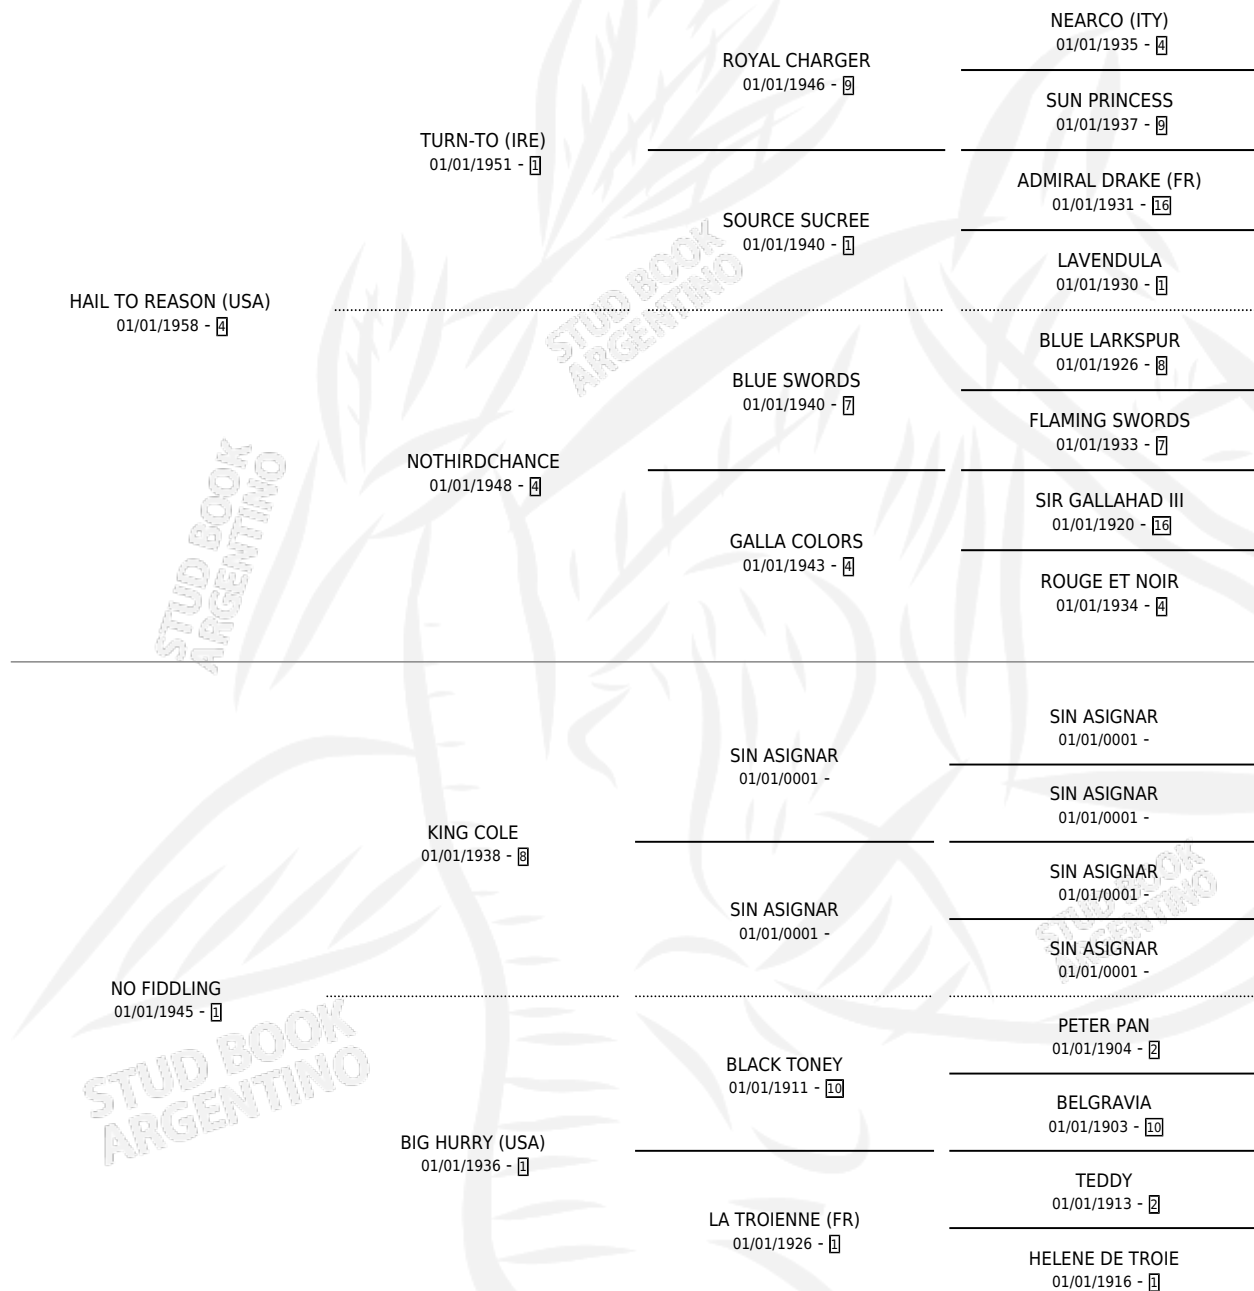 NEARCO (ITY)
01/01/1935 - 4
ROYAL CHARGER
01/01/1946 - 9
SUN PRINCESS
01/01/1937 - 9
TURN-TO (IRE)
01/01/1951 - 1
ADMIRAL DRAKE (FR)
01/01/1931 - 16
SOURCE SUCREE
01/01/1940 - 1
LAVENDULA
01/01/1930 - 1
HAIL TO REASON (USA)
01/01/1958 - 4
BLUE LARKSPUR
01/01/1926 - 8
BLUE SWORDS
01/01/1940 - 7
FLAMING SWORDS
01/01/1933 - 7
NOTHIRDCHANCE
01/01/1948 - 4
SIR GALLAHAD III
01/01/1920 - 16
GALLA COLORS
01/01/1943 - 4
ROUGE ET NOIR
01/01/1934 - 4
STUD BOOK
ARGENTINO
STUD BOOK
ARGENTINO
SIN ASIGNAR
01/01/0001 -
SIN ASIGNAR
01/01/0001 -
SIN ASIGNAR
01/01/0001 -
KING COLE
01/01/1938 - 8
SIN ASIGNAR
01/01/0001 -
SIN ASIGNAR
01/01/0001 -
SIN ASIGNAR
01/01/0001 -
STUD BOOK
ARGENTINO
NO FIDDLING
01/01/1945 - 1
PETER PAN
01/01/1904 - 2
BLACK TONEY
01/01/1911 - 10
BELGRAVIA
01/01/1903 - 10
STUD BOOK
ARGENTINO
BIG HURRY (USA)
01/01/1936 - 1
TEDDY
01/01/1913 - 2
LA TROIENNE (FR)
01/01/1926 - 1
HELENE DE TROIE
01/01/1916 - 1